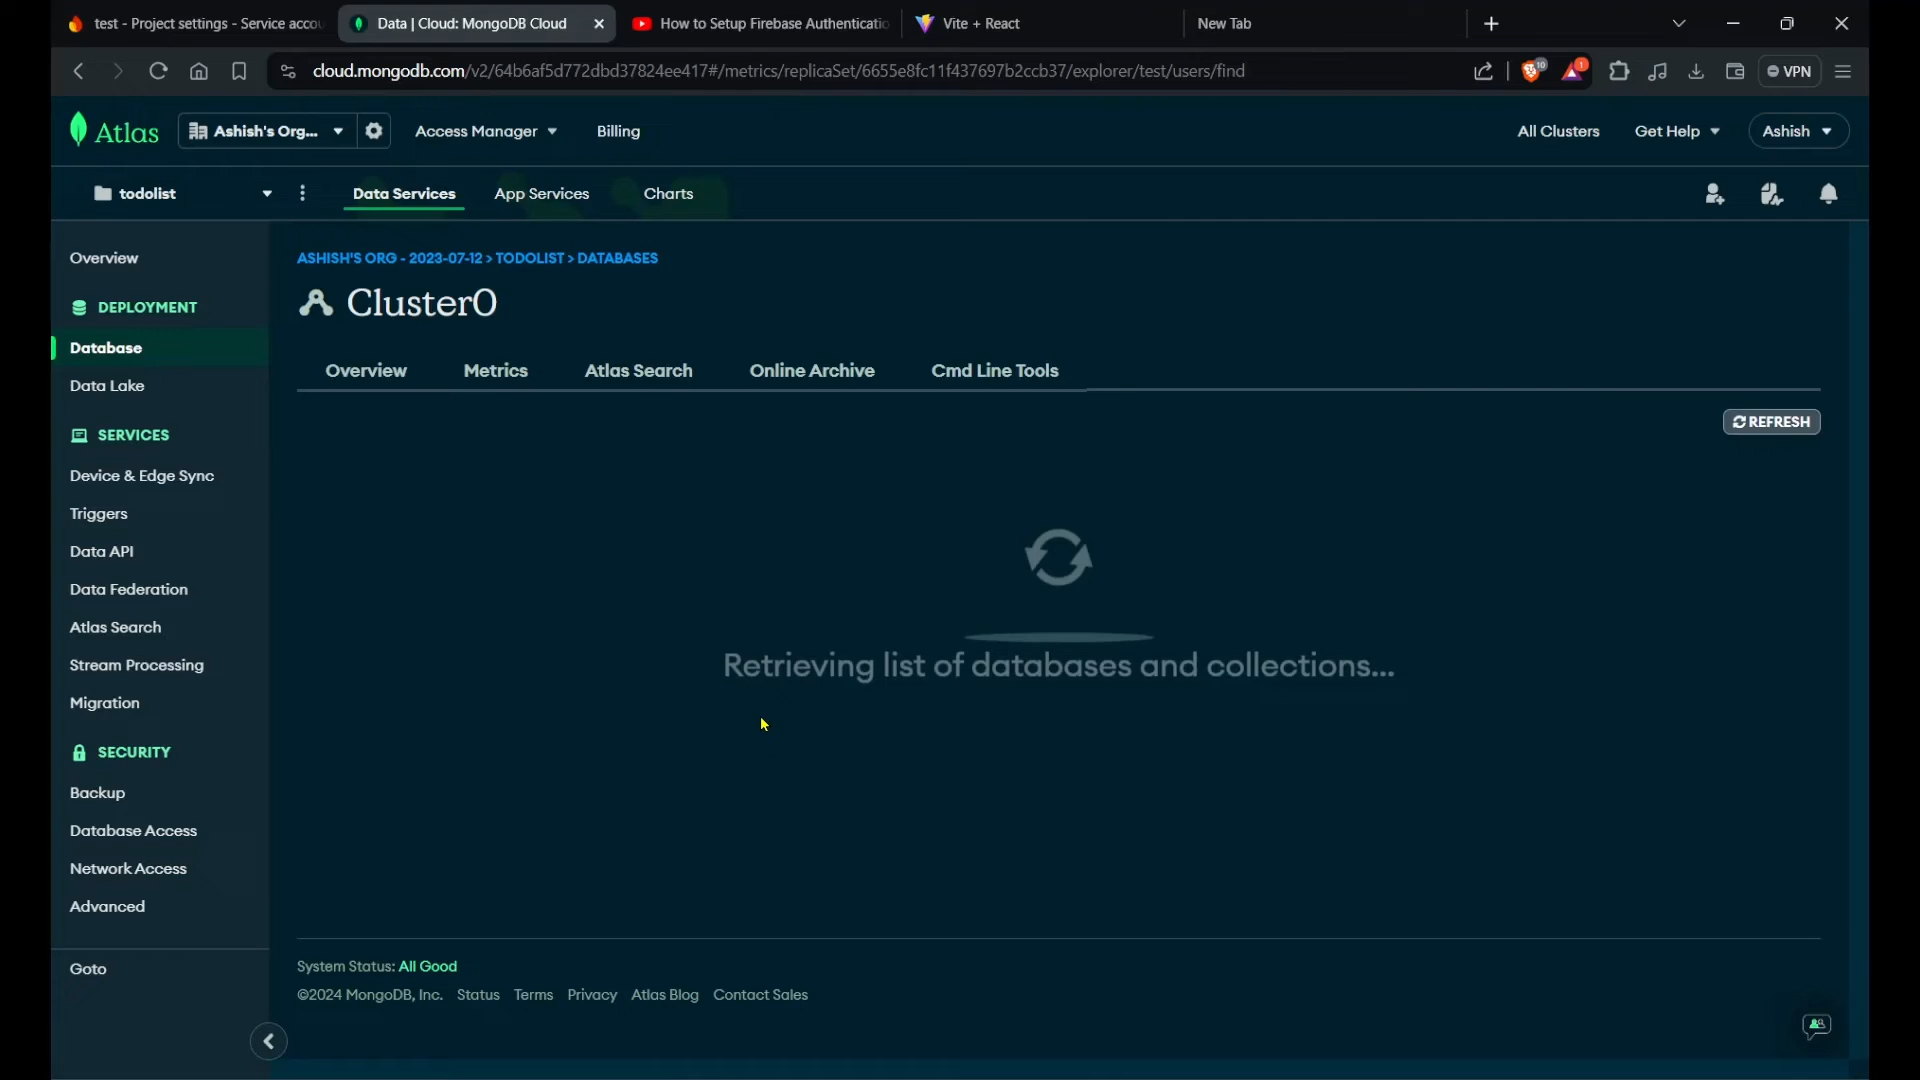 test - Project settings - Service accou
Data | Cloud: MongoDB Cloud
How to Setup Firebase Authenticatio
Vite + React
New Tab
cloud.mongodb.com/v2/64b6af5d772dbd37824ee417#/metrics/replicaSet/6655e8fc11f437697b2ccb37/explorer/test/users/find
10
1
VPN
Atlas
Ashish's Org...
Access Manager
Billing
All Clusters
Get Help
Ashish
todolist
Data Services
App Services
Charts
Overview
DEPLOYMENT
Database
Data Lake
SERVICES
Device & Edge Sync
Triggers
Data API
Data Federation
Atlas Search
Stream Processing
Migration
SECURITY
Backup
Database Access
Network Access
Advanced
Goto
ASHISH'S ORG - 2023-07-12 > TODOLIST > DATABASES
Cluster0
Overview
Metrics
Atlas Search
Online Archive
Cmd Line Tools
REFRESH
Retrieving list of databases and collections...
System Status: All Good
©2024 MongoDB, Inc. Status Terms Privacy Atlas Blog Contact Sales